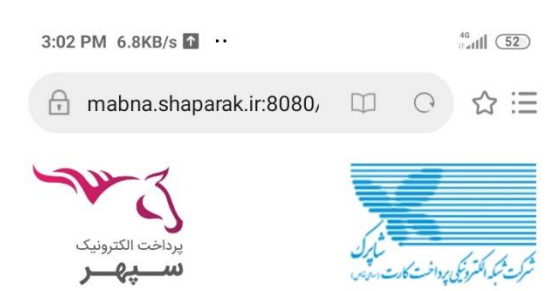 3:02 PM 6.8KB/s
4G
52
mabna.shaparak.ir:8080/
پرداخت الکترونیک
سپهر
شاپرک
شرکت شبکه الکترونیکی پرداخت کارت